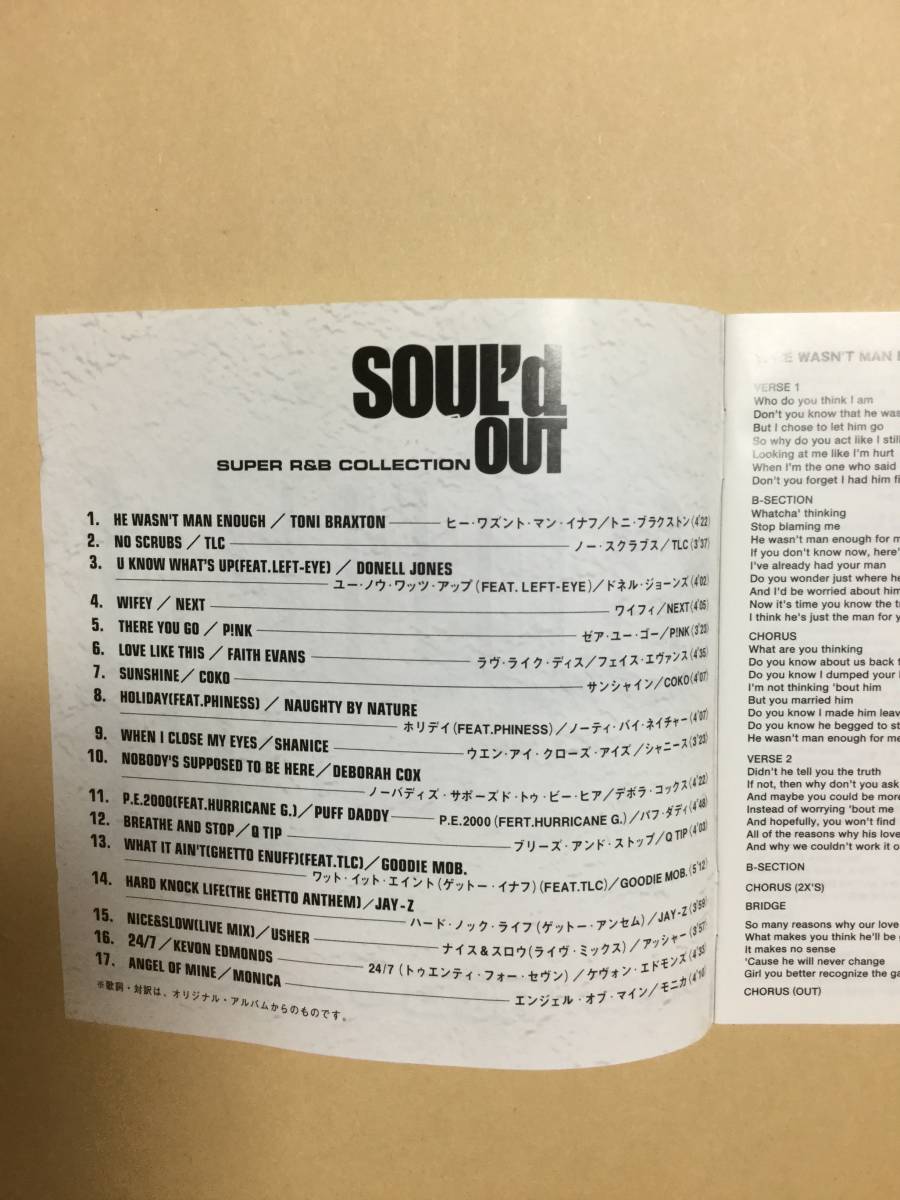 SOUL'd
OUT
SUPER R&B COLLECTION
1. HE WASN'T MAN ENOUGH / TONI BRAXTON ヒー・ワズント・マン・イナフ/トニ・ブラクストン(4'22)
2. NO SCRUBS / TLC ノー・スクラブス/TLC(3'37)
3. U KNOW WHAT'S UP(FEAT.LEFT-EYE) / DONELL JONES
ユー・ノウ・ワッツ・アップ(FEAT. LEFT-EYE)/ドネル・ジョーンズ(4'02)
4. WIFEY / NEXT ワイフィ/NEXT(4'05)
5. THERE YOU GO / P!NK ゼア・ユー・ゴー/P!NK(3'23)
6. LOVE LIKE THIS / FAITH EVANS ラヴ・ライク・ディス/フェイス・エヴァンス(4'35)
7. SUNSHINE / COKO サンシャイン/COKO(4'07)
8. HOLIDAY(FEAT.PHINESS) / NAUGHTY BY NATURE
ホリデイ(FEAT.PHINESS)/ノーティ・バイ・ネイチャー(4'07)
9. WHEN I CLOSE MY EYES/SHANICE ウエン・アイ・クローズ・アイズ/シャニース(3'23)
10. NOBODY'S SUPPOSED TO BE HERE/DEBORAH COX
ノーバディズ・サポーズド・トゥ・ビー・ヒア/デボラ・コックス(4'22)
11. P.E.2000(FEAT.HURRICANE G.)/PUFF DADDY P.E.2000 (FERT.HURRICANE G.)/パフ・ダディ(4'48)
12. BREATHE AND STOP/Q TIP ブリーズ・アンド・ストップ/Q TIP(4'03)
13. WHAT IT AIN'T(GHETTO ENUFF)(FEAT.TLC)/GOODIE MOB.
ワット・イット・エイント(ゲットー・イナフ)(FEAT.TLC)/GOODIE MOB.(5'12)
14. HARD KNOCK LIFE(THE GHETTO ANTHEM)/JAY-Z
ハード・ノック・ライフ(ゲットー・アンセム)/JAY-Z(3'59)
15. NICE&SLOW(LIVE MIX)/USHER ナイス&スロウ(ライヴ・ミックス)/アッシャー(3'57)
16. 24/7/KEVON EDMONDS 24/7(トゥエンティ・フォー・セヴン)/ケヴォン・エドモンズ(4'33)
17. ANGEL OF MINE/MONICA エンジェル・オブ・マイン/モニカ(4'10)
※歌詞・対訳は、オリジナル・アルバムからのものです。
WASN'T MAN
VERSE 1
Who do you think I am
Don't you know that he was
But I chose to let him go
So why do you act like I still
Looking at me like I'm hurt
When I'm the one who said
Don't you forget I had him
B-SECTION
Whatcha' thinking
Stop blaming me
He wasn't man enough for
If you don't know now, here'
I've already had your man
Do you wonder just where
And I'd be worried about him
Now it's time you know the
I think he's just the man for
CHORUS
What are you thinking
Do you know about us back
Do you know I dumped your
I'm not thinking 'bout him
But you married him
Do you know I made him leav
Do you know he begged to
He wasn't man enough for me
VERSE 2
Didn't he tell you the truth
If not, then why don't you ask
And maybe you could be more
Instead of worrying 'bout me
And hopefully, you won't find
All of the reasons why his love
And why we couldn't work it
B-SECTION
CHORUS (2X'S)
BRIDGE
So many reasons why our love
What makes you think he'll be
It makes no sense
'Cause he will never change
Girl you better recognize the
CHORUS (OUT)